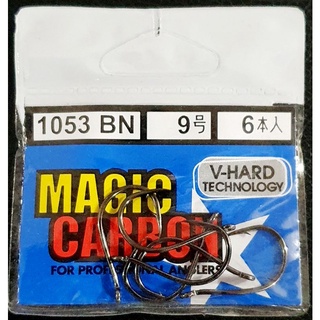 1053 BN 9号 6本入
V-HARD
TECHNOLOGY
MAGIC
CARBON
FOR PROFESSIONAL ANGLERS